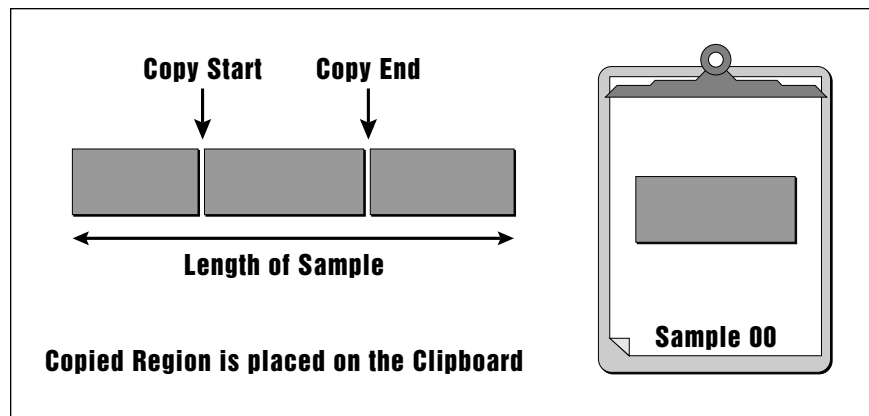 Copy Start
Copy End
Length of Sample
Copied Region is placed on the Clipboard
Sample 00